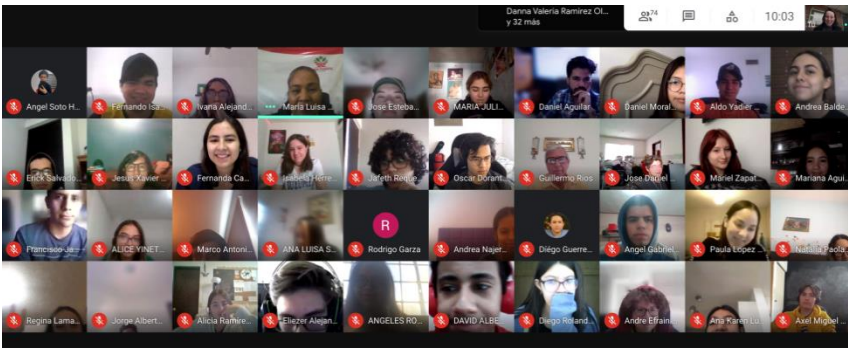 Danna Valeria Ramirez Ol...
y 32 más
74
10:03
Angel Soto H...
Fernando Isa...
Ivana Alejand...
Maria Luisa ...
Jose Esteba...
MARIA JULI...
Daniel Aguilar
Daniel Moral...
Aldo Yadier ...
Andrea Balde...
Erick Salvado...
Jesus Xavier ...
Fernanda Ca...
Isabela Herre...
Jafeth Reque...
Oscar Dorant...
Guillermo Rios
Jose Daniel ...
Mariel Zapat...
Mariana Agui...
Francisco Ja...
ALICE YINET...
Marco Antoni...
ANA LUISA S...
R
Rodrigo Garza
Andrea Najer...
Diego Guerre...
Angel Gabriel...
Paula Lopez ...
Natalia Paola...
Regina Lama...
Jorge Albert...
Alicia Ramire...
Eliezer Alejan...
ANGELES RO...
DAVID ALBE...
Diego Roland...
Andre Efrain...
Ana Karen Lu...
Axel Miguel ...